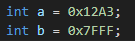 int a = 0x12A3;
int b = 0x7FFF;